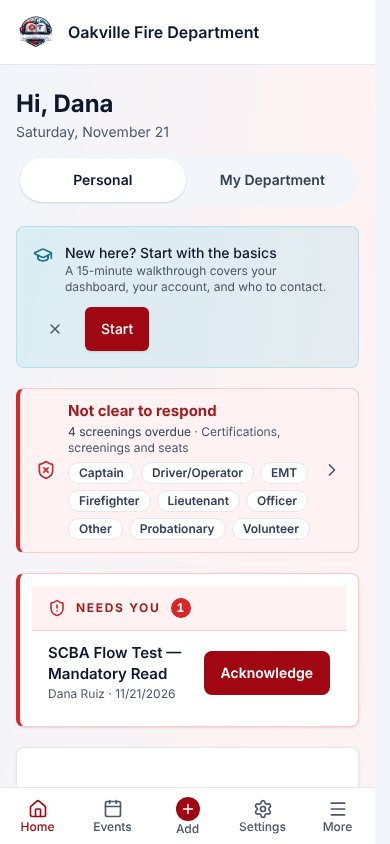 Oakville Fire Department
Hi, Dana
Saturday, November 21
Personal
My Department
New here? Start with the basics
A 15-minute walkthrough covers your
dashboard, your account, and who to contact.
Start
Not clear to respond
4 screenings overdue · Certifications,
screenings and seats
Captain
Driver/Operator
EMT
Firefighter
Lieutenant
Officer
Other
Probationary
Volunteer
NEEDS YOU 1
SCBA Flow Test —
Mandatory Read
Dana Ruiz · 11/21/2026
Acknowledge
Home
Events
Add
Settings
More